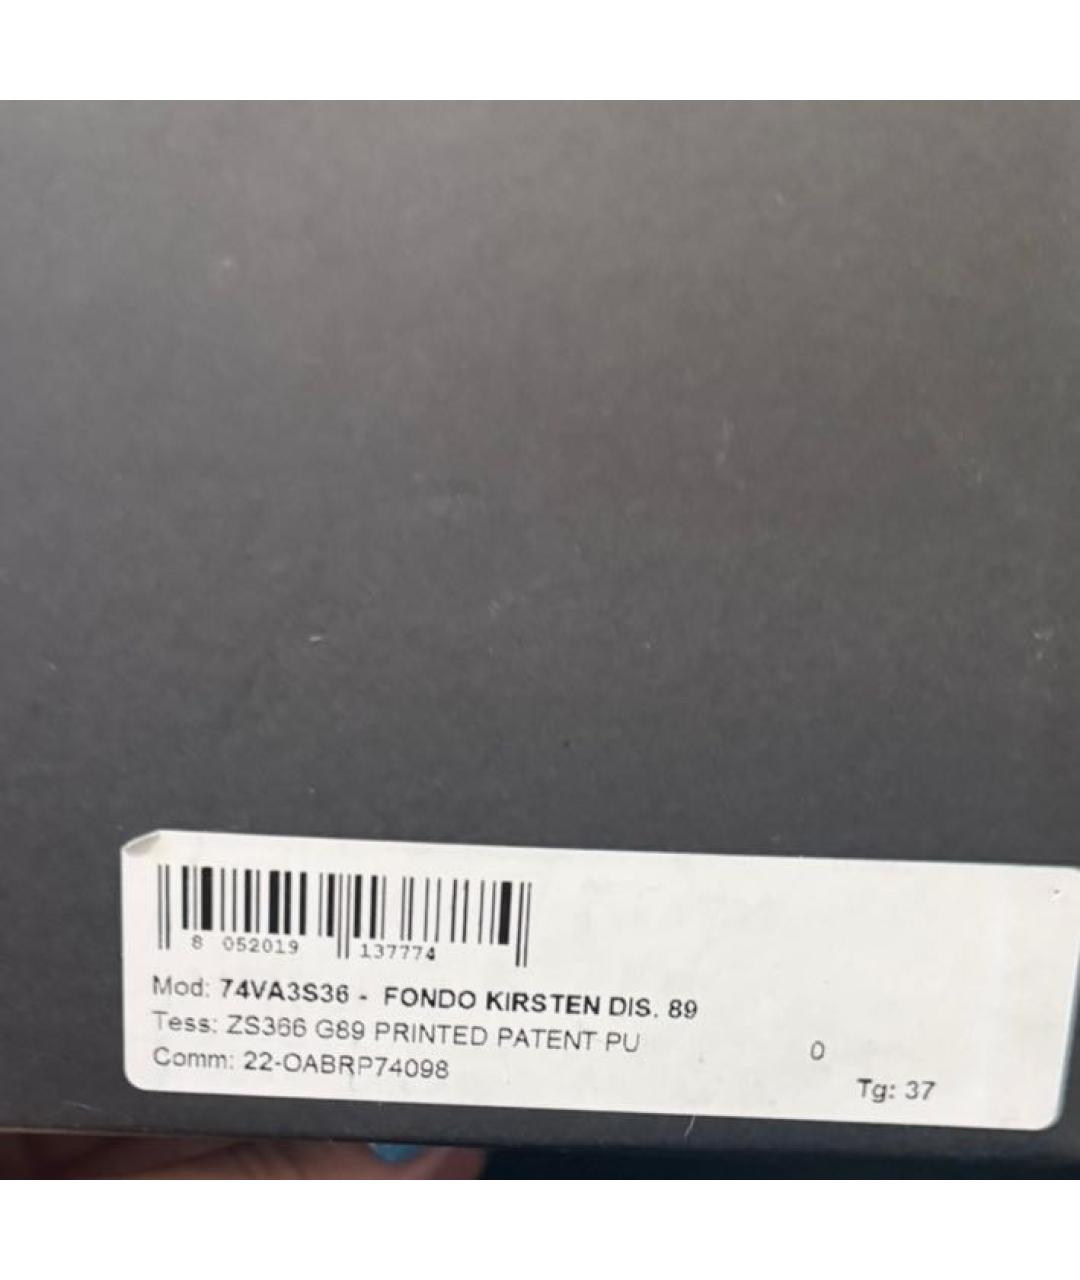 8 052019 137774
Mod: 74VA3S36 - FONDO KIRSTEN DIS. 89
Tess: ZS366 G89 PRINTED PATENT PU
0
Comm: 22-OABRP74098
Tg: 37